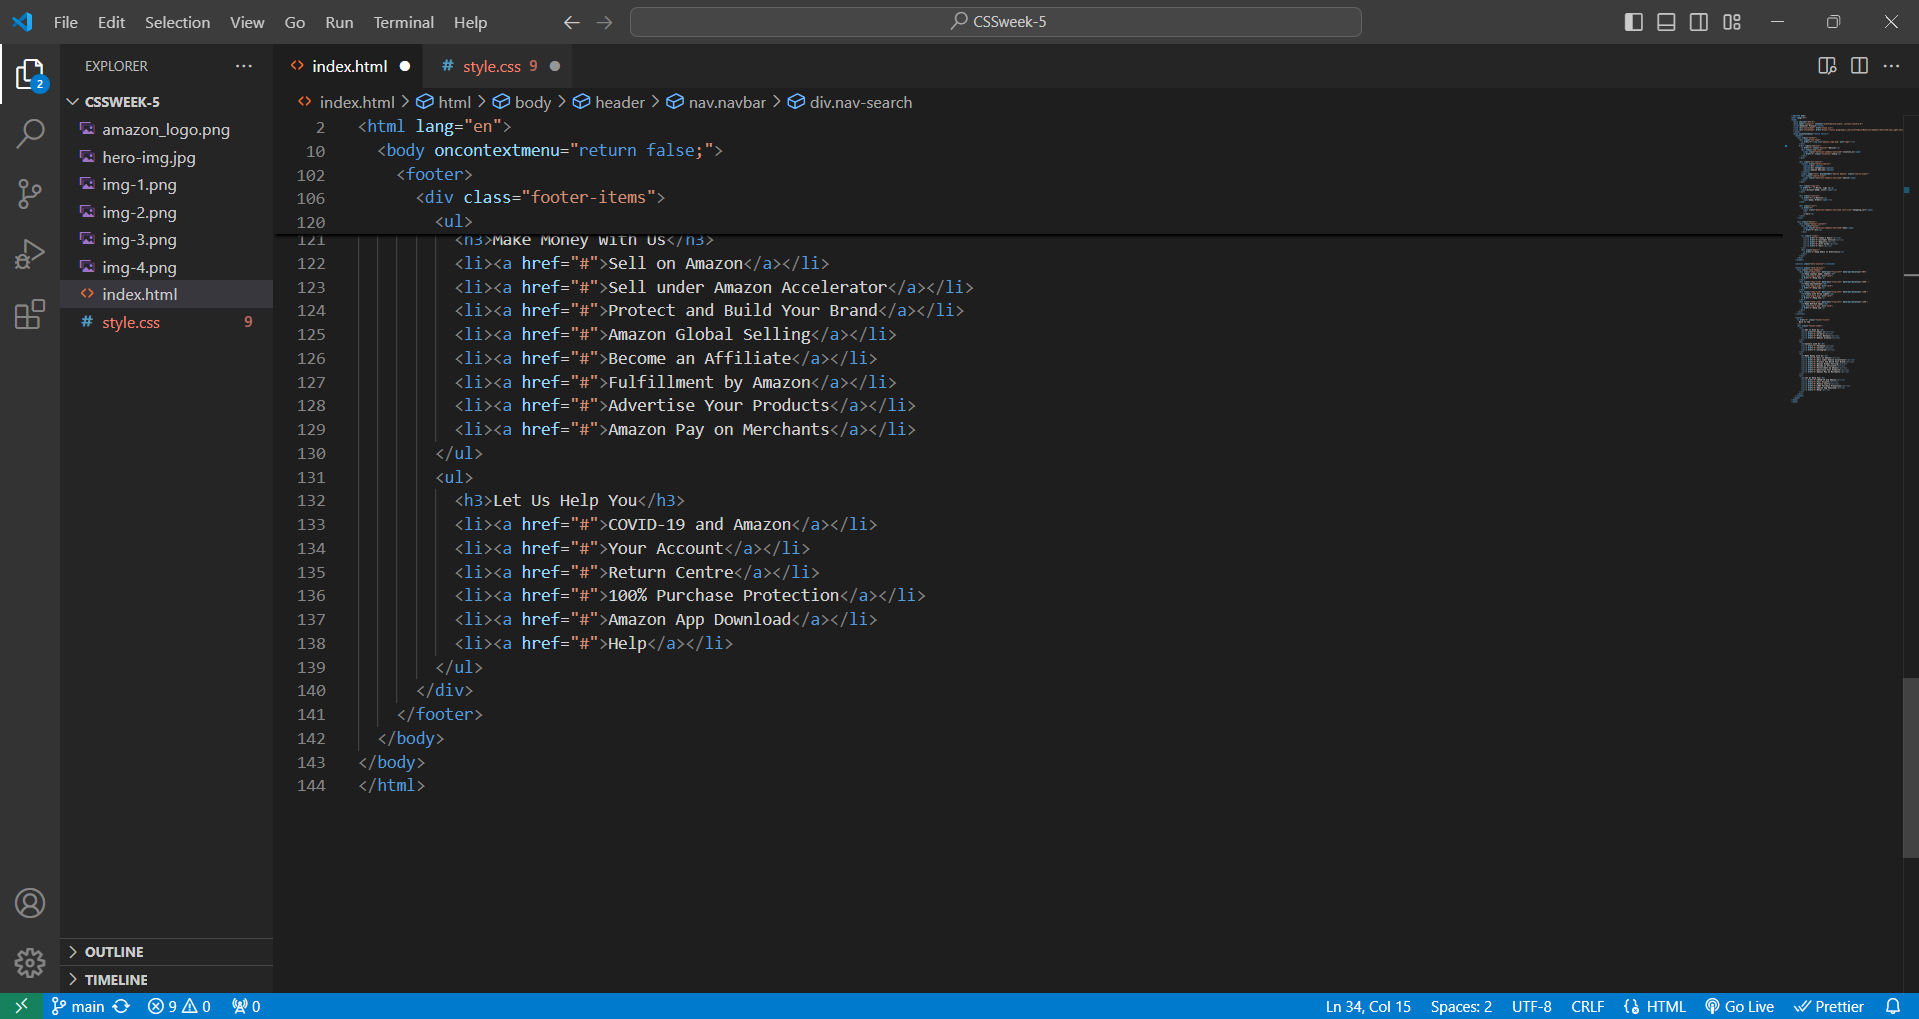 File Edit Selection View Go Run Terminal Help
CSSweek-5
EXPLORER
CSSWEEK-5
amazon_logo.png
hero-img.jpg
img-1.png
img-2.png
img-3.png
img-4.png
index.html
style.css 9
OUTLINE
TIMELINE
2
index.html
style.css 9
index.html > html > body > header > nav.navbar > div.nav-search
2 <html lang="en">
10 <body oncontextmenu="return false;">
102 <footer>
106 <div class="footer-items">
120 <ul>
121 <h3>Make Money With Us</h3>
122 <li><a href="#">Sell on Amazon</a></li>
123 <li><a href="#">Sell under Amazon Accelerator</a></li>
124 <li><a href="#">Protect and Build Your Brand</a></li>
125 <li><a href="#">Amazon Global Selling</a></li>
126 <li><a href="#">Become an Affiliate</a></li>
127 <li><a href="#">Fulfillment by Amazon</a></li>
128 <li><a href="#">Advertise Your Products</a></li>
129 <li><a href="#">Amazon Pay on Merchants</a></li>
130 </ul>
131 <ul>
132 <h3>Let Us Help You</h3>
133 <li><a href="#">COVID-19 and Amazon</a></li>
134 <li><a href="#">Your Account</a></li>
135 <li><a href="#">Return Centre</a></li>
136 <li><a href="#">100% Purchase Protection</a></li>
137 <li><a href="#">Amazon App Download</a></li>
138 <li><a href="#">Help</a></li>
139 </ul>
140 </div>
141 </footer>
142 </body>
143 </body>
144 </html>
main 9 0 0 Ln 34, Col 15 Spaces: 2 UTF-8 CRLF HTML Go Live Prettier